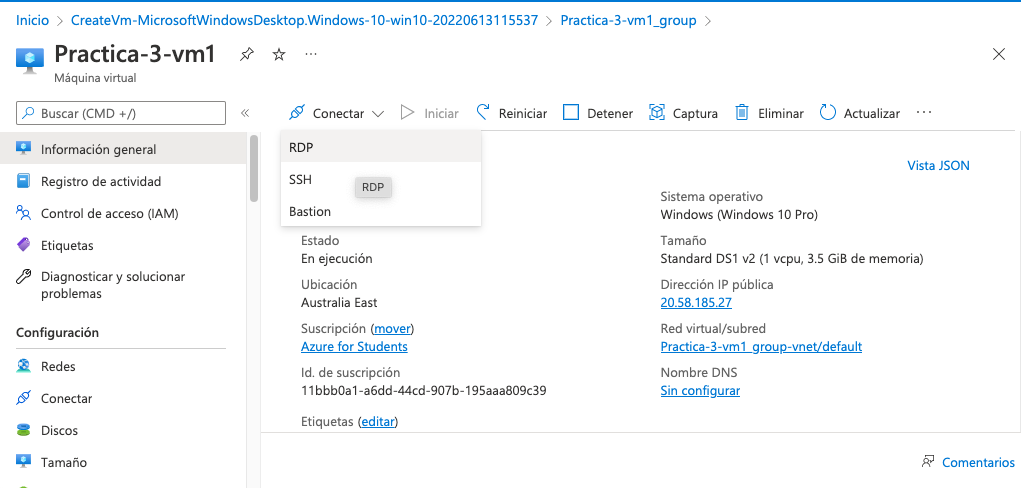 Inicio > CreateVm-MicrosoftWindowsDesktop.Windows-10-win10-20220613115537 > Practica-3-vm1_group >
Practica-3-vm1
Máquina virtual
Buscar (CMD +/)
Conectar
Iniciar
Reiniciar
Detener
Captura
Eliminar
Actualizar
Información general
Registro de actividad
Control de acceso (IAM)
Etiquetas
Diagnosticar y solucionar
problemas
Configuración
Redes
Conectar
Discos
Tamaño
RDP
SSH
RDP
Bastion
Vista JSON
Estado
En ejecución
Ubicación
Australia East
Suscripción (mover)
Azure for Students
Id. de suscripción
11bbb0a1-a6dd-44cd-907b-195aaa809c39
Etiquetas (editar)
Sistema operativo
Windows (Windows 10 Pro)
Tamaño
Standard DS1 v2 (1 vcpu, 3.5 GiB de memoria)
Dirección IP pública
20.58.185.27
Red virtual/subred
Practica-3-vm1_group-vnet/default
Nombre DNS
Sin configurar
Comentarios